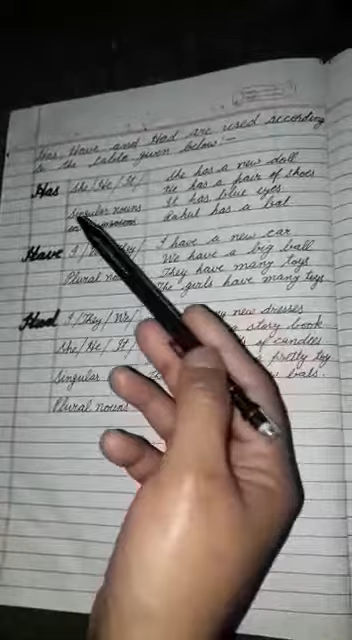 Has, Have and Had are used according
to the table given below :-
Has She/He/It/ She has a new doll
He has a pair of shoes
Singular nouns It has blue eyes
Rahul has a bat
Have I / I have a new car
We have a big ball
Plural They have many toys
The girls have many toys
Had I/They/We/ new dresses
She/He/It/ story book
of candies
Singular pretty toy
bats.
Plural nouns